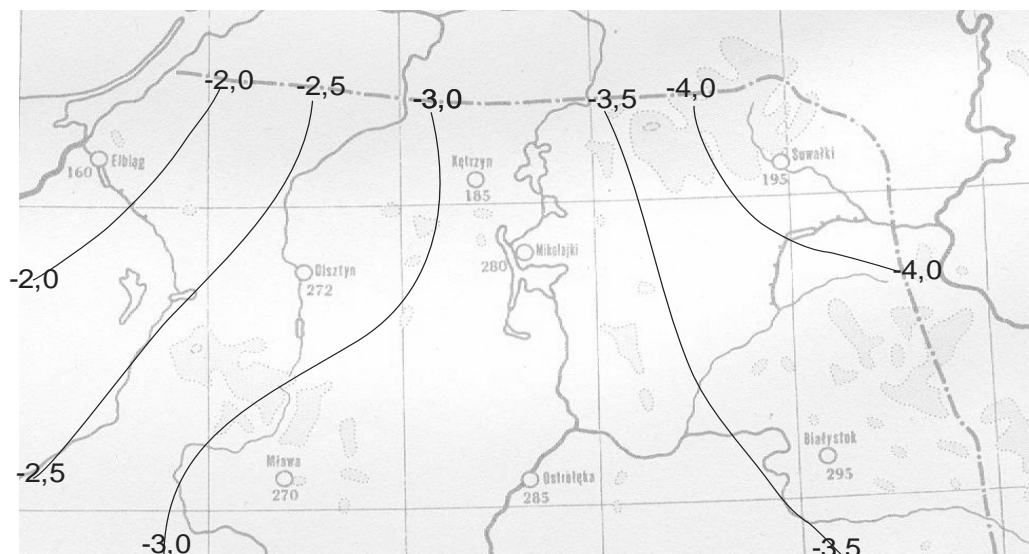 -2,0
-2,5
-3,0
-3,5
-4,0
Elbląg
160
Kętrzyn
185
Suwałki
195
-2,0
Olsztyn
272
Mikołajki
280
-4,0
-2,5
Mława
270
Ostrołęka
285
Białystok
295
-3,0
-3,5